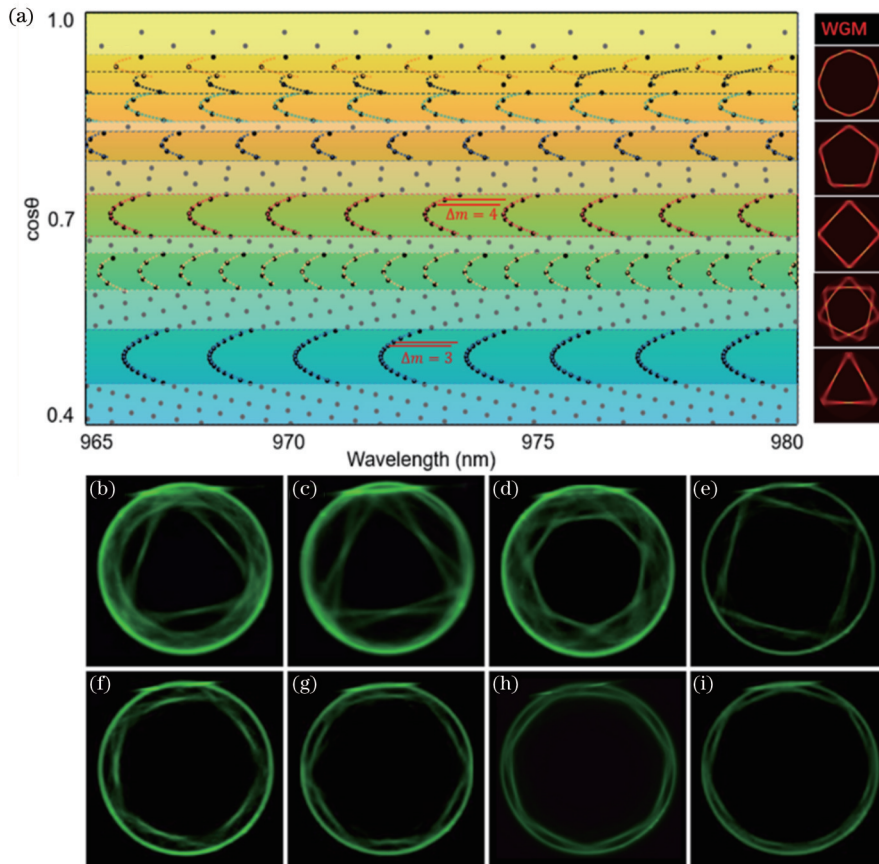 (a)
1.0
WGM
0.7
Δm = 4
cosθ
Δm = 3
0.4
965
970
975
980
Wavelength (nm)
(b)
(c)
(d)
(e)
(f)
(g)
(h)
(i)